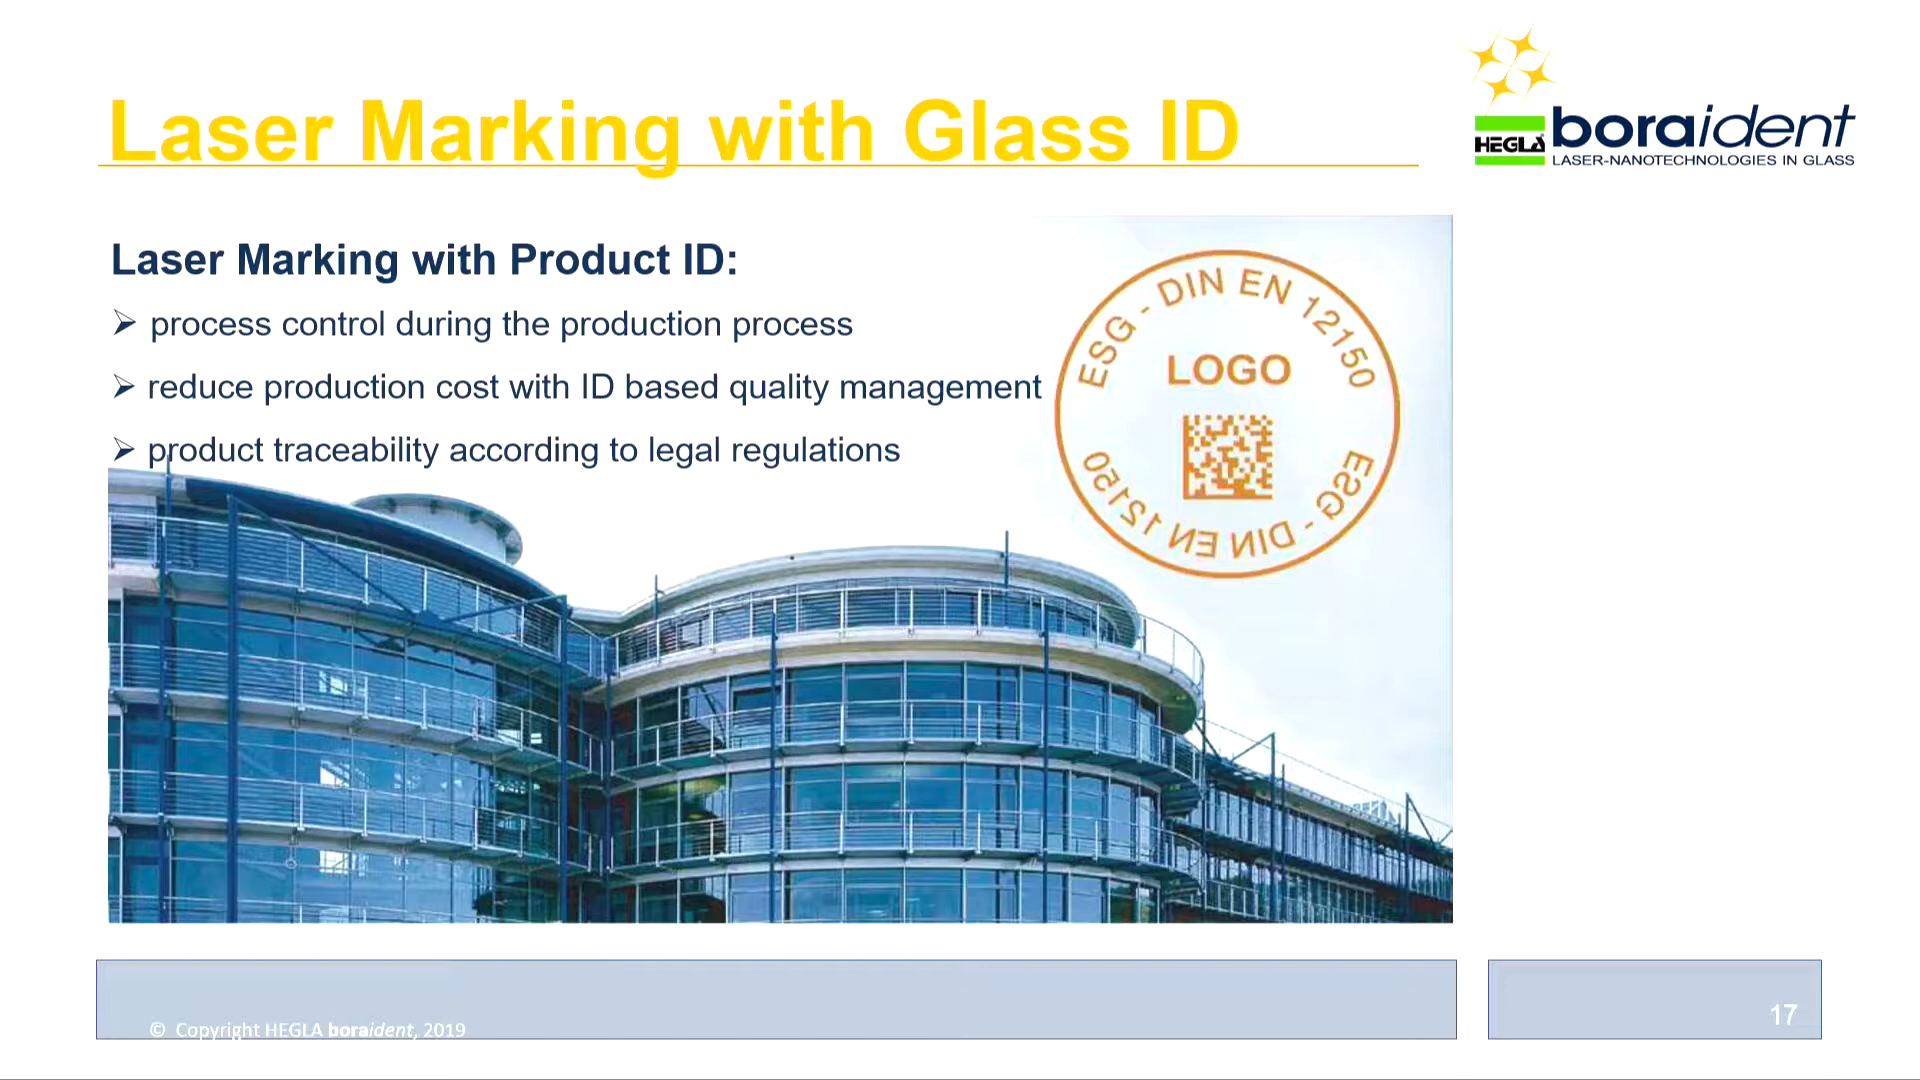 Laser Marking with Glass ID
HEGLA
boraident
LASER-NANOTECHNOLOGIES IN GLASS
Laser Marking with Product ID:
➢ process control during the production process
➢ reduce production cost with ID based quality management
➢ product traceability according to legal regulations
ESG - DIN EN 12150
LOGO
ESG - DIN EN 12150
© Copyright HEGLA boraident, 2019
17